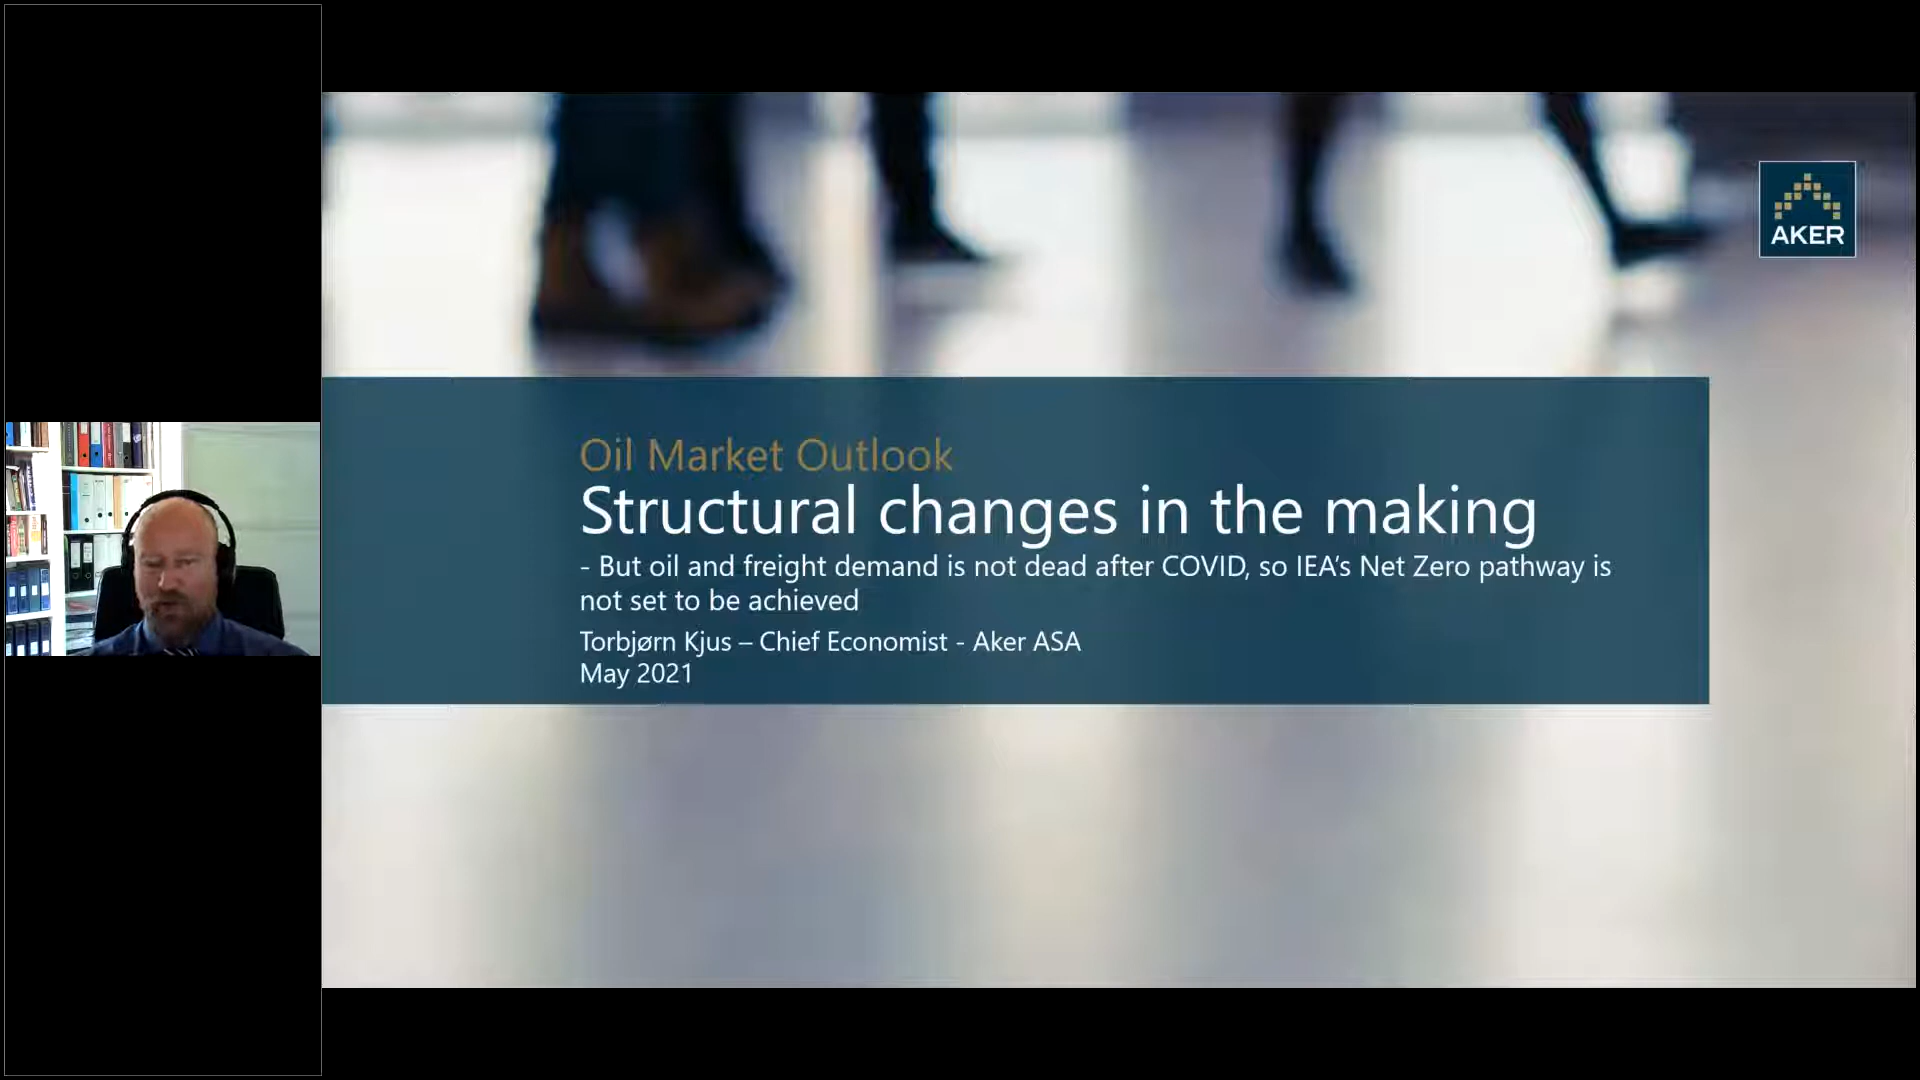 AKER
Oil Market Outlook
Structural changes in the making
- But oil and freight demand is not dead after COVID, so IEA's Net Zero pathway is
not set to be achieved
Torbjørn Kjus – Chief Economist - Aker ASA
May 2021